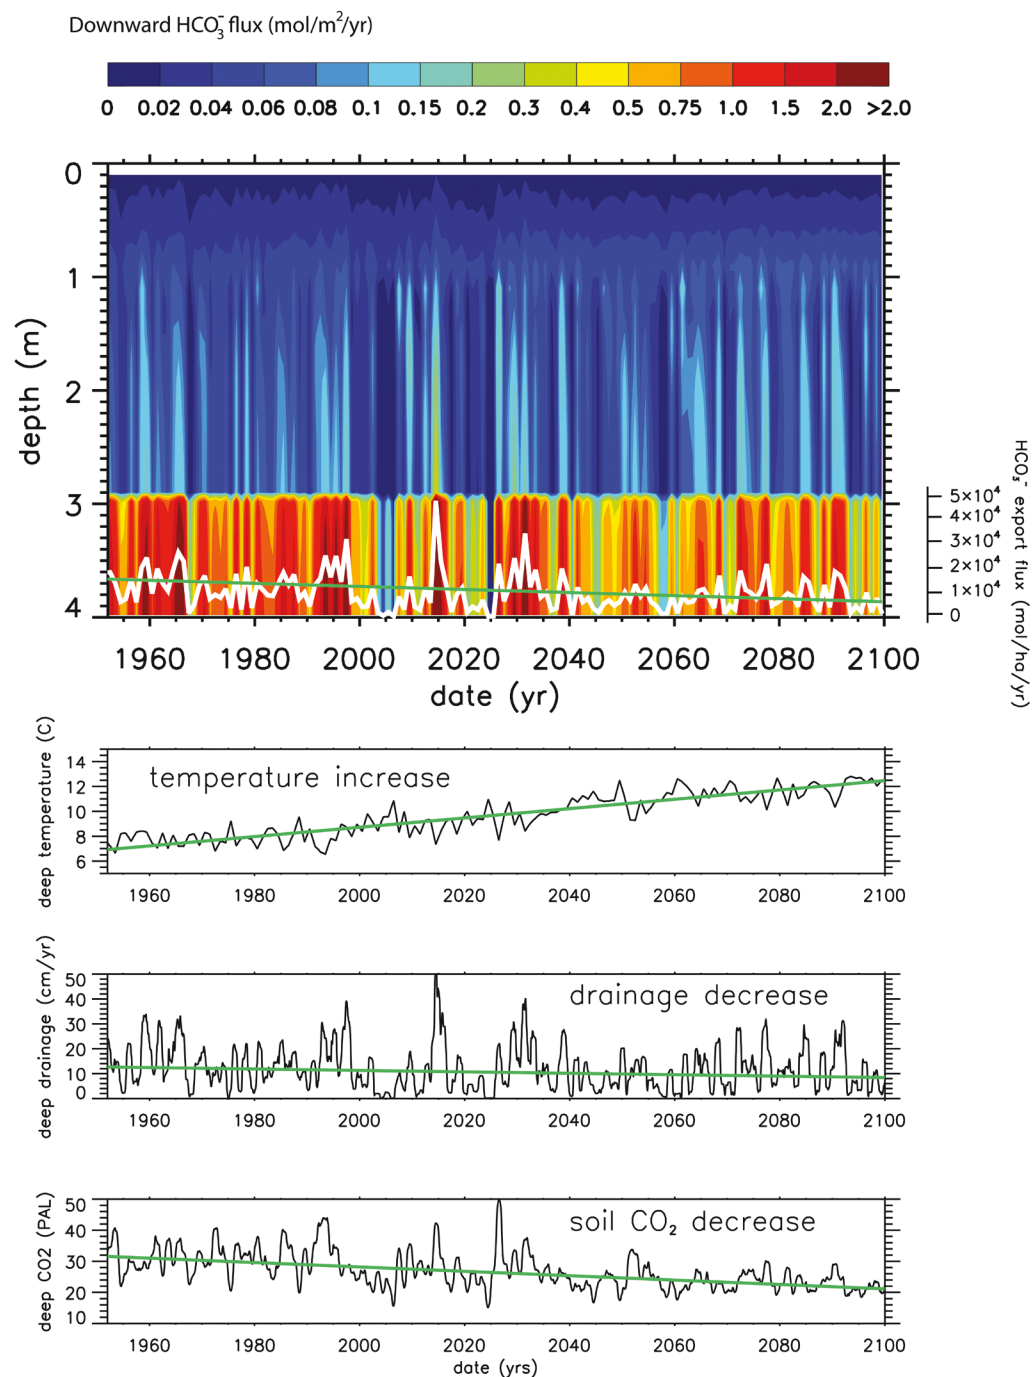 Downward HCO₃⁻ flux (mol/m²/yr)
0 0.02 0.04 0.06 0.08 0.1 0.15 0.2 0.3 0.4 0.5 0.75 1.0 1.5 2.0 >2.0
depth (m)
0
1
2
3
4
HCO₃⁻ export flux (mol/ha/yr)
5×10⁴
4×10⁴
3×10⁴
2×10⁴
1×10⁴
0
1960 1980 2000 2020 2040 2060 2080 2100
date (yr)
deep temperature (C)
14
12
10
8
6
temperature increase
1960 1980 2000 2020 2040 2060 2080 2100
deep drainage (cm/yr)
50
40
30
20
10
0
drainage decrease
1960 1980 2000 2020 2040 2060 2080 2100
deep CO2 (PAL)
50
40
30
20
10
soil CO₂ decrease
1960 1980 2000 2020 2040 2060 2080 2100
date (yrs)